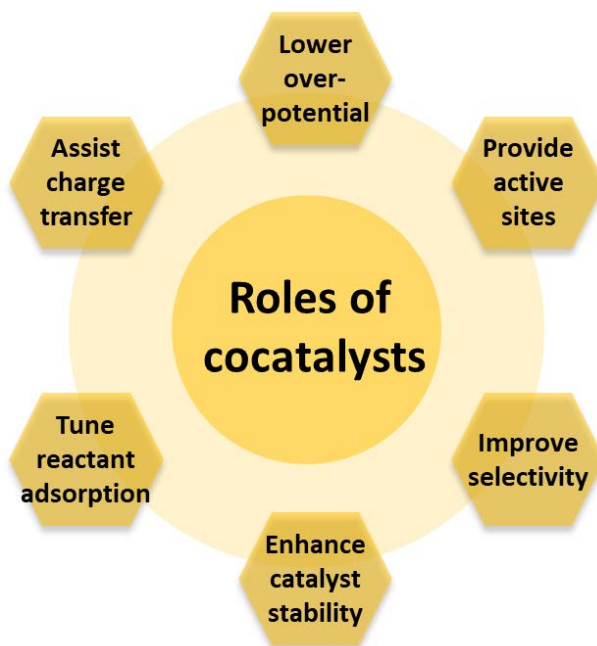 Lower
over-
potential
Assist
charge
transfer
Provide
active
sites
Roles of
cocatalysts
Tune
reactant
adsorption
Improve
selectivity
Enhance
catalyst
stability